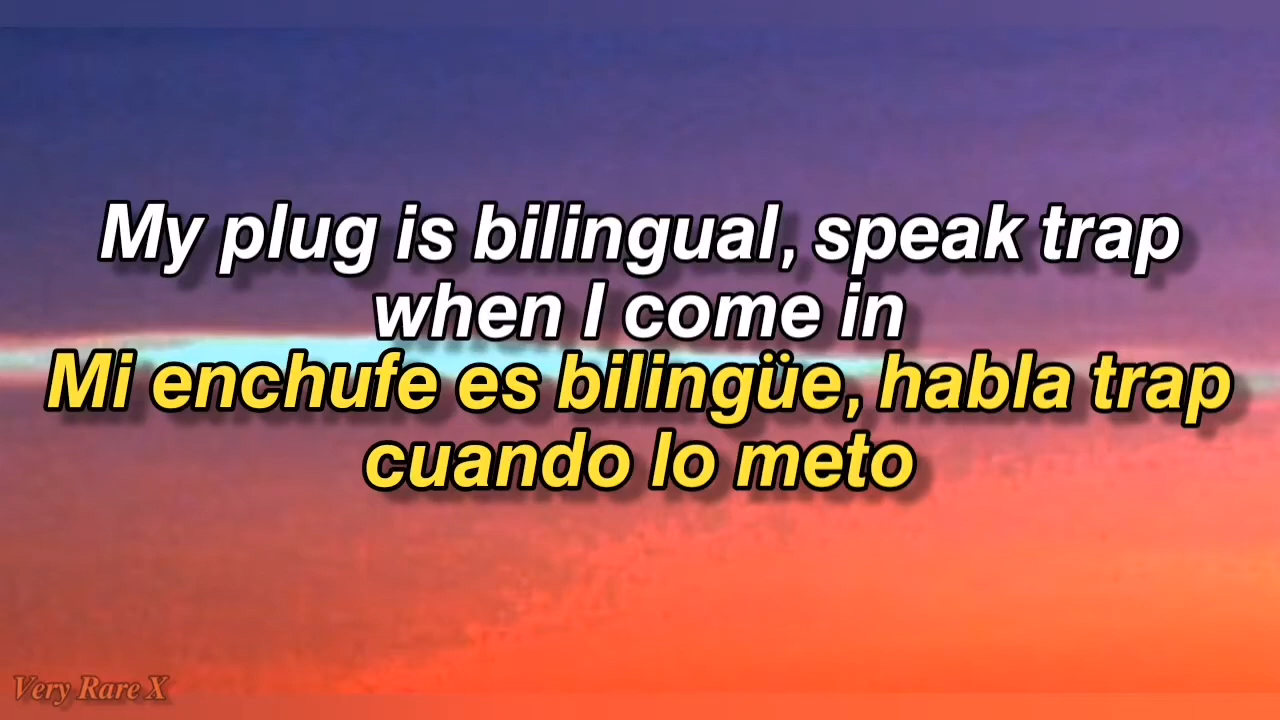 My plug is bilingual, speak trap
when I come in
Mi enchufe es bilingüe, habla trap
cuando lo meto
Very Rare X